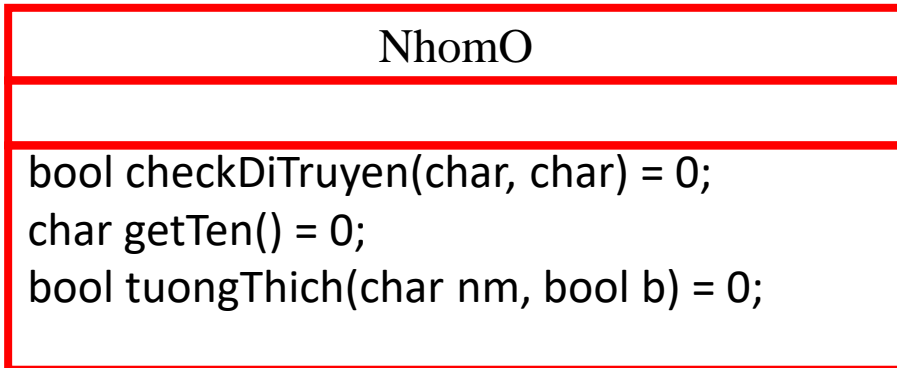 NhomO
bool checkDiTruyen(char, char) = 0;
char getTen() = 0;
bool tuongThich(char nm, bool b) = 0;